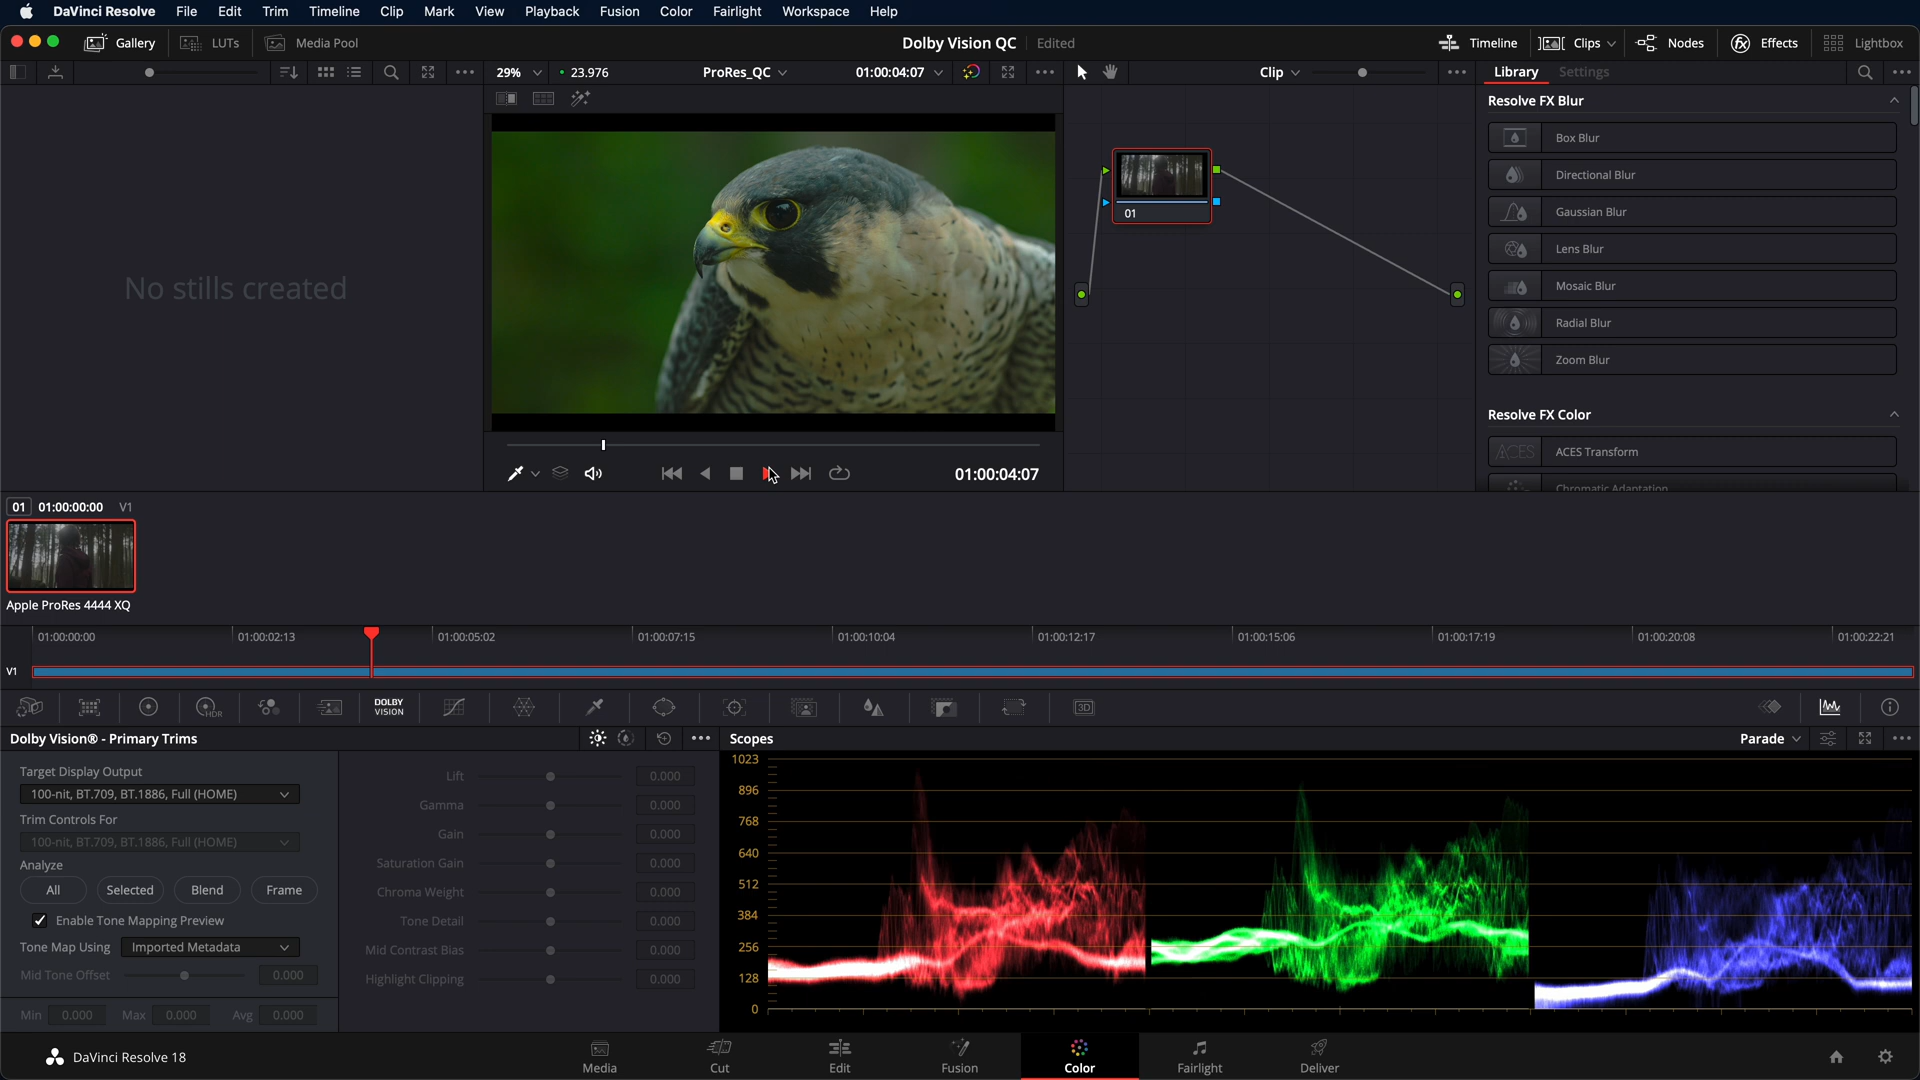 DaVinci Resolve File Edit Trim Timeline Clip Mark View Playback Fusion Color Fairlight Workspace Help
Gallery LUTs Media Pool Dolby Vision QC Edited Timeline Clips Nodes Effects Lightbox
29% 23.976 ProRes_QC 01:00:04:07 Clip Library Settings
Resolve FX Blur
Box Blur
Directional Blur
Gaussian Blur
Lens Blur
Mosaic Blur
Radial Blur
Zoom Blur
Resolve FX Color
ACES ACES Transform
Chromatic Adaptation
No stills created
01
01:00:04:07
01 01:00:00:00 V1
Apple ProRes 4444 XQ
01:00:00:00 01:00:02:13 01:00:05:02 01:00:07:15 01:00:10:04 01:00:12:17 01:00:15:06 01:00:17:19 01:00:20:08 01:00:22:21
V1
HDR DOLBY VISION 3D
Dolby Vision® - Primary Trims
Target Display Output
100-nit, BT.709, BT.1886, Full (HOME)
Trim Controls For
100-nit, BT.709, BT.1886, Full (HOME)
Analyze
All Selected Blend Frame
Enable Tone Mapping Preview
Tone Map Using Imported Metadata
Mid Tone Offset 0.000
Min 0.000 Max 0.000 Avg 0.000
Lift 0.000
Gamma 0.000
Gain 0.000
Saturation Gain 0.000
Chroma Weight 0.000
Tone Detail 0.000
Mid Contrast Bias 0.000
Highlight Clipping 0.000
Scopes Parade
1023
896
768
640
512
384
256
128
0
DaVinci Resolve 18 Media Cut Edit Fusion Color Fairlight Deliver